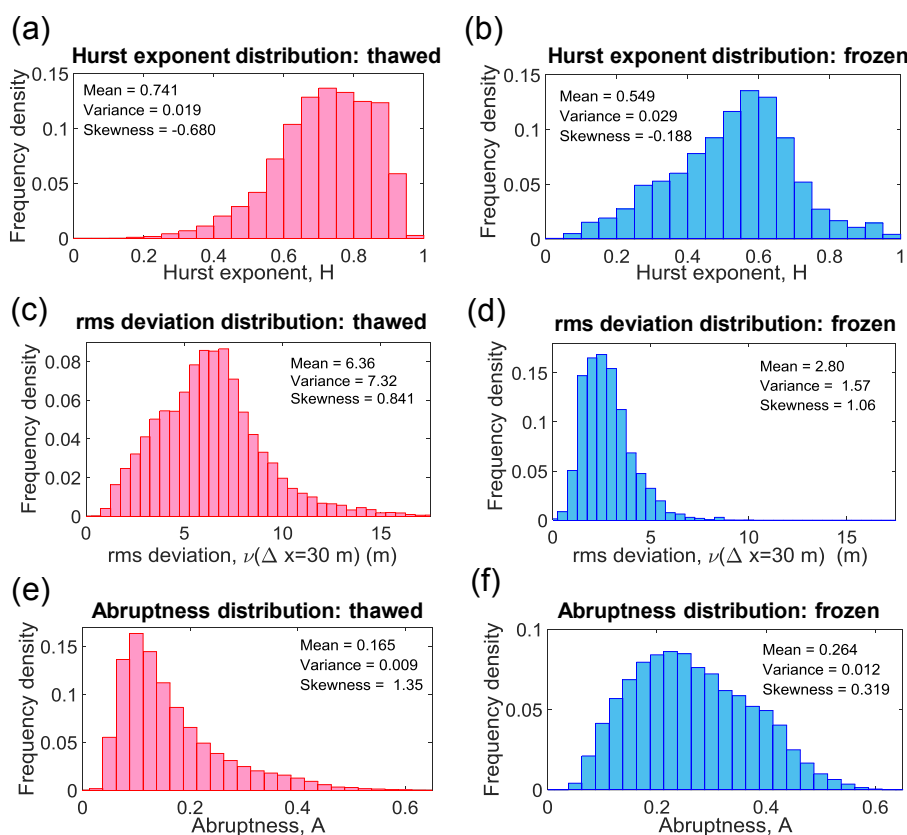 (a)
Hurst exponent distribution: thawed
Mean = 0.741
Variance = 0.019
Skewness = -0.680
Frequency density
0.15
0.1
0.05
0
0 0.2 0.4 0.6 0.8 1
Hurst exponent, H
(b)
Hurst exponent distribution: frozen
Mean = 0.549
Variance = 0.029
Skewness = -0.188
Frequency density
0.15
0.1
0.05
0
0 0.2 0.4 0.6 0.8 1
Hurst exponent, H
(c)
rms deviation distribution: thawed
Mean = 6.36
Variance = 7.32
Skewness = 0.841
Frequency density
0.08
0.06
0.04
0.02
0
0 5 10 15
rms deviation, ν(Δ x=30 m) (m)
(d)
rms deviation distribution: frozen
Mean = 2.80
Variance = 1.57
Skewness = 1.06
Frequency density
0.15
0.1
0.05
0
0 5 10 15
rms deviation, ν(Δ x=30 m) (m)
(e)
Abruptness distribution: thawed
Mean = 0.165
Variance = 0.009
Skewness = 1.35
Frequency density
0.15
0.1
0.05
0
0 0.2 0.4 0.6
Abruptness, A
(f)
Abruptness distribution: frozen
Mean = 0.264
Variance = 0.012
Skewness = 0.319
Frequency density
0.1
0.05
0
0 0.2 0.4 0.6
Abruptness, A